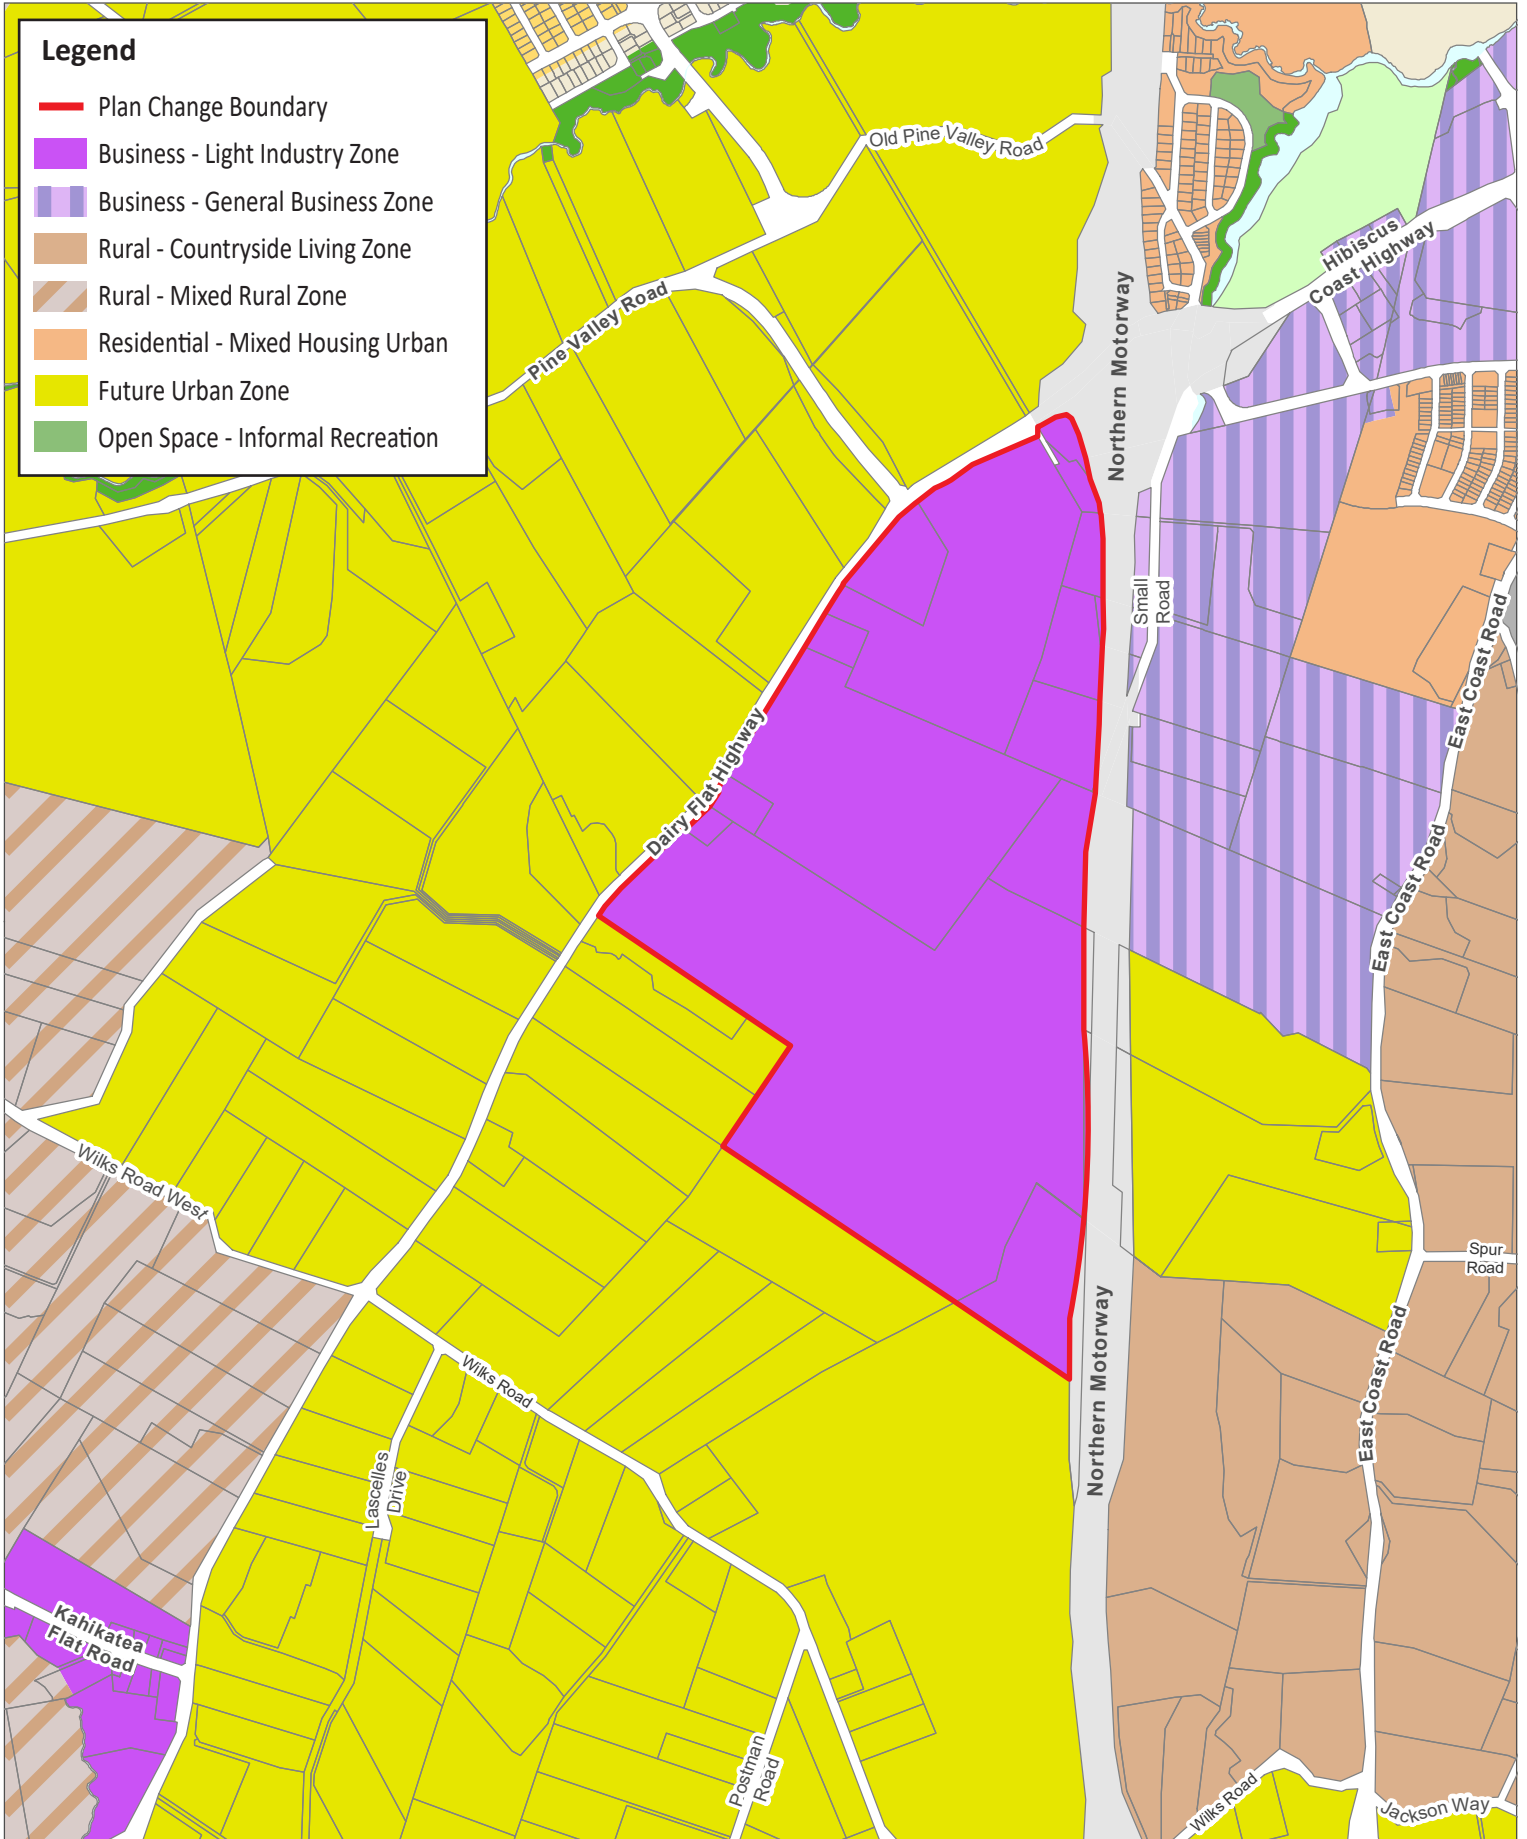 Legend
Plan Change Boundary
Business - Light Industry Zone
Business - General Business Zone
Rural - Countryside Living Zone
Rural - Mixed Rural Zone
Residential - Mixed Housing Urban
Future Urban Zone
Open Space - Informal Recreation
Old Pine Valley Road
Pine Valley Road
Northern Motorway
Hibiscus
Coast Highway
Small
Road
East Coast Road
Dairy Flat Highway
East Coast Road
Wilks Road West
Spur
Road
Northern Motorway
East Coast Road
Wilks Road
Lascelles
Drive
Kahikatea
Flat Road
Postman
Road
Wilks Road
Jackson Way